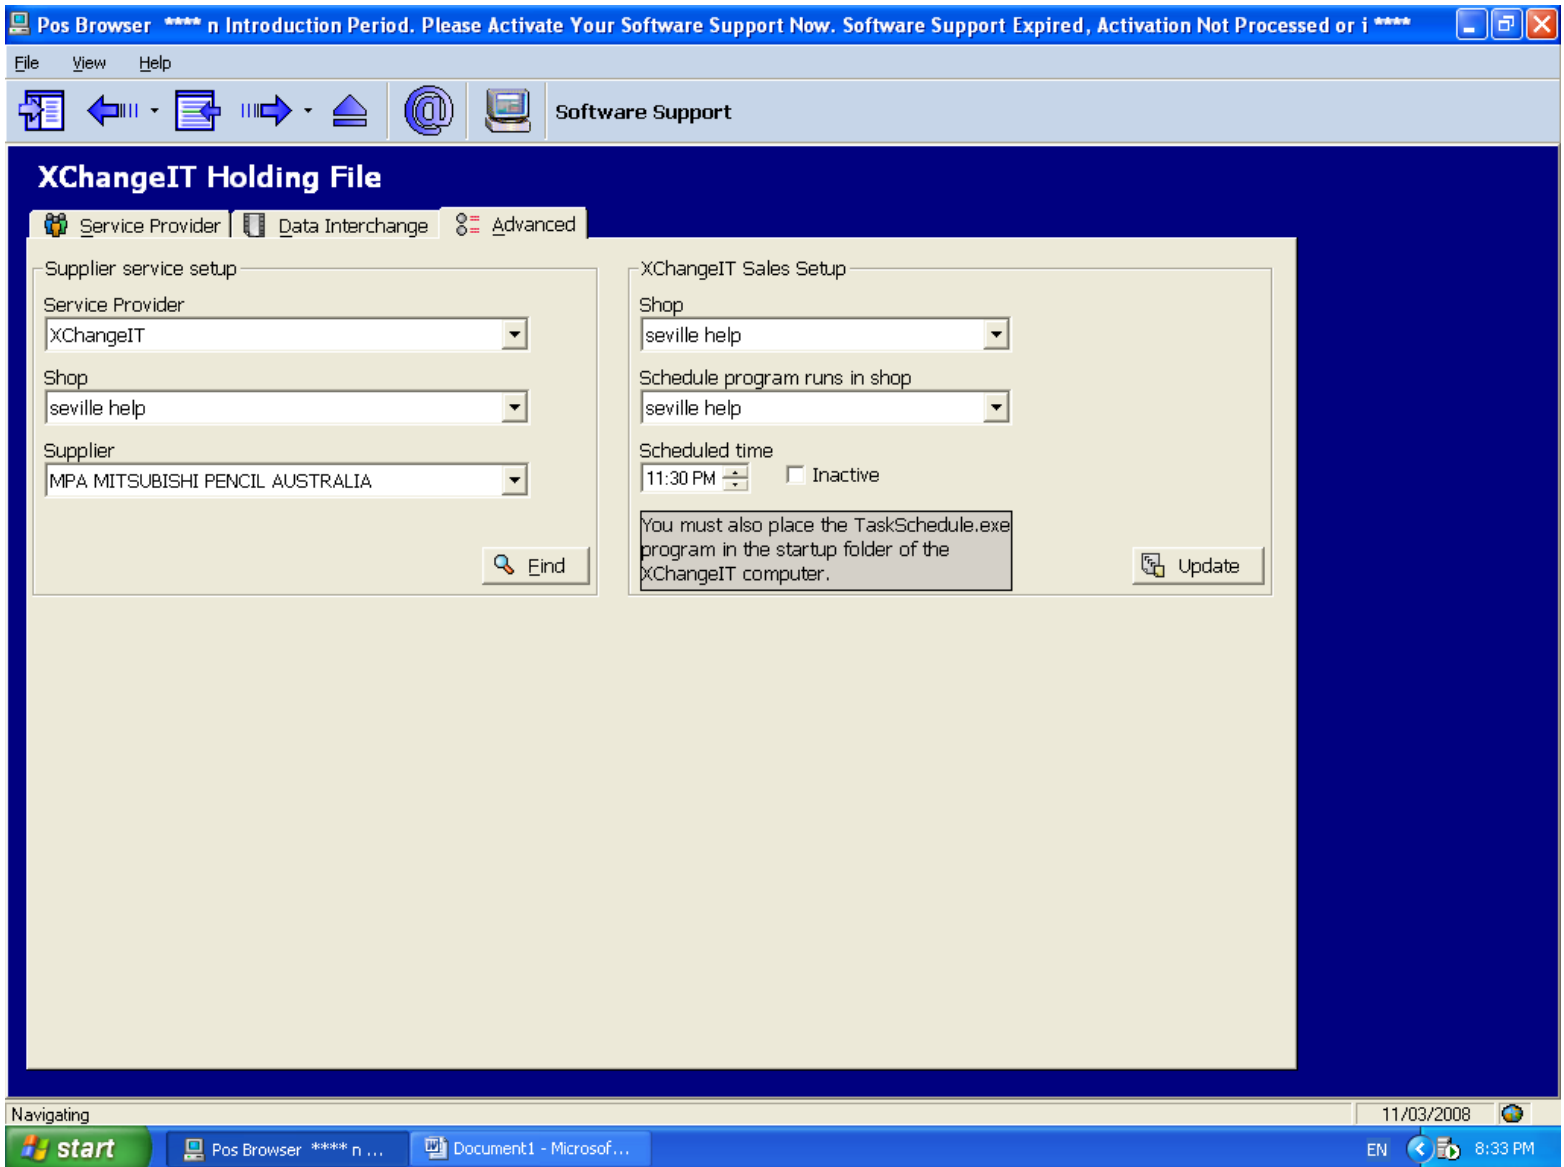 Pos Browser **** n Introduction Period. Please Activate Your Software Support Now. Software Support Expired, Activation Not Processed or i ****
File View Help
Software Support
XChangeIT Holding File
Service Provider Data Interchange Advanced
Supplier service setup
Service Provider
XChangeIT
Shop
seville help
Supplier
MPA MITSUBISHI PENCIL AUSTRALIA
Find
XChangeIT Sales Setup
Shop
seville help
Schedule program runs in shop
seville help
Scheduled time
11:30 PM Inactive
You must also place the TaskSchedule.exe
program in the startup folder of the
XChangeIT computer.
Update
Navigating 11/03/2008
start Pos Browser **** n ... Document1 - Microsof... EN 8:33 PM